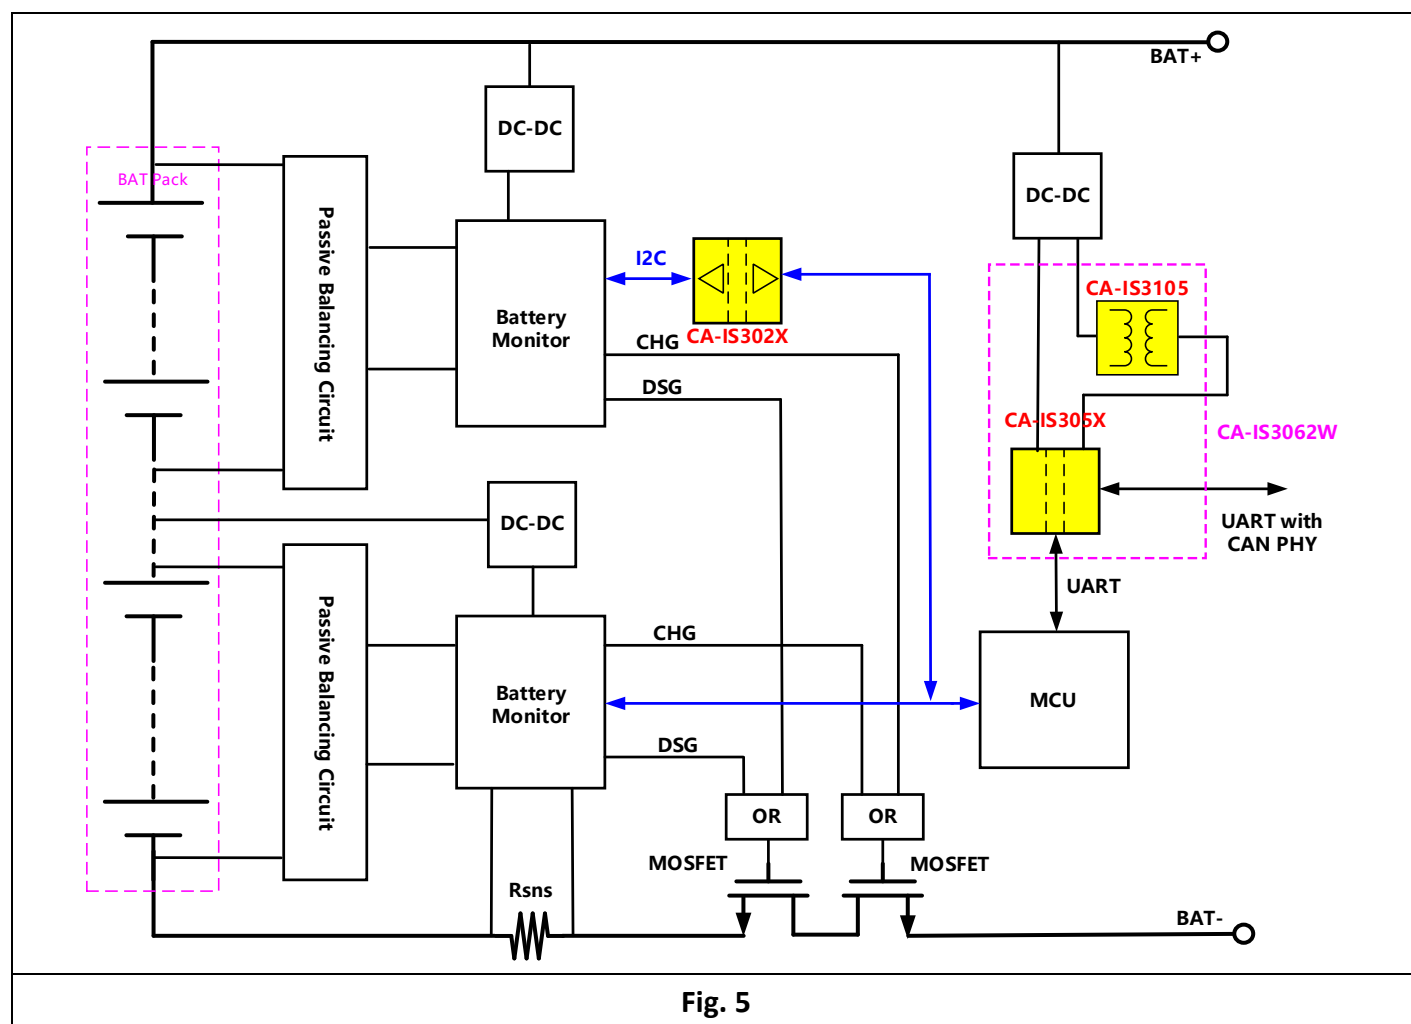 BAT+
DC-DC
DC-DC
BAT Pack
Passive Balancing Circuit
I2C
Battery
Monitor
CA-IS302X
CHG
DSG
CA-IS3105
CA-IS305X
CA-IS3062W
UART with
CAN PHY
DC-DC
UART
Passive Balancing Circuit
CHG
Battery
Monitor
MCU
DSG
OR
OR
MOSFET
MOSFET
Rsns
BAT-
Fig. 5